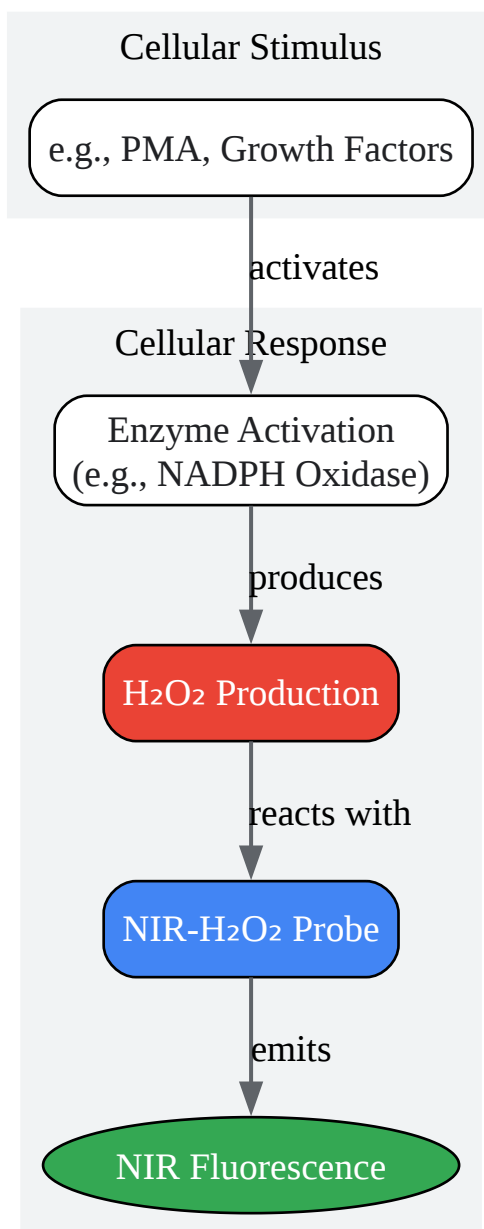 Cellular Stimulus
e.g., PMA, Growth Factors
activates
Cellular Response
Enzyme Activation
(e.g., NADPH Oxidase)
produces
H₂O₂ Production
reacts with
NIR-H₂O₂ Probe
emits
NIR Fluorescence